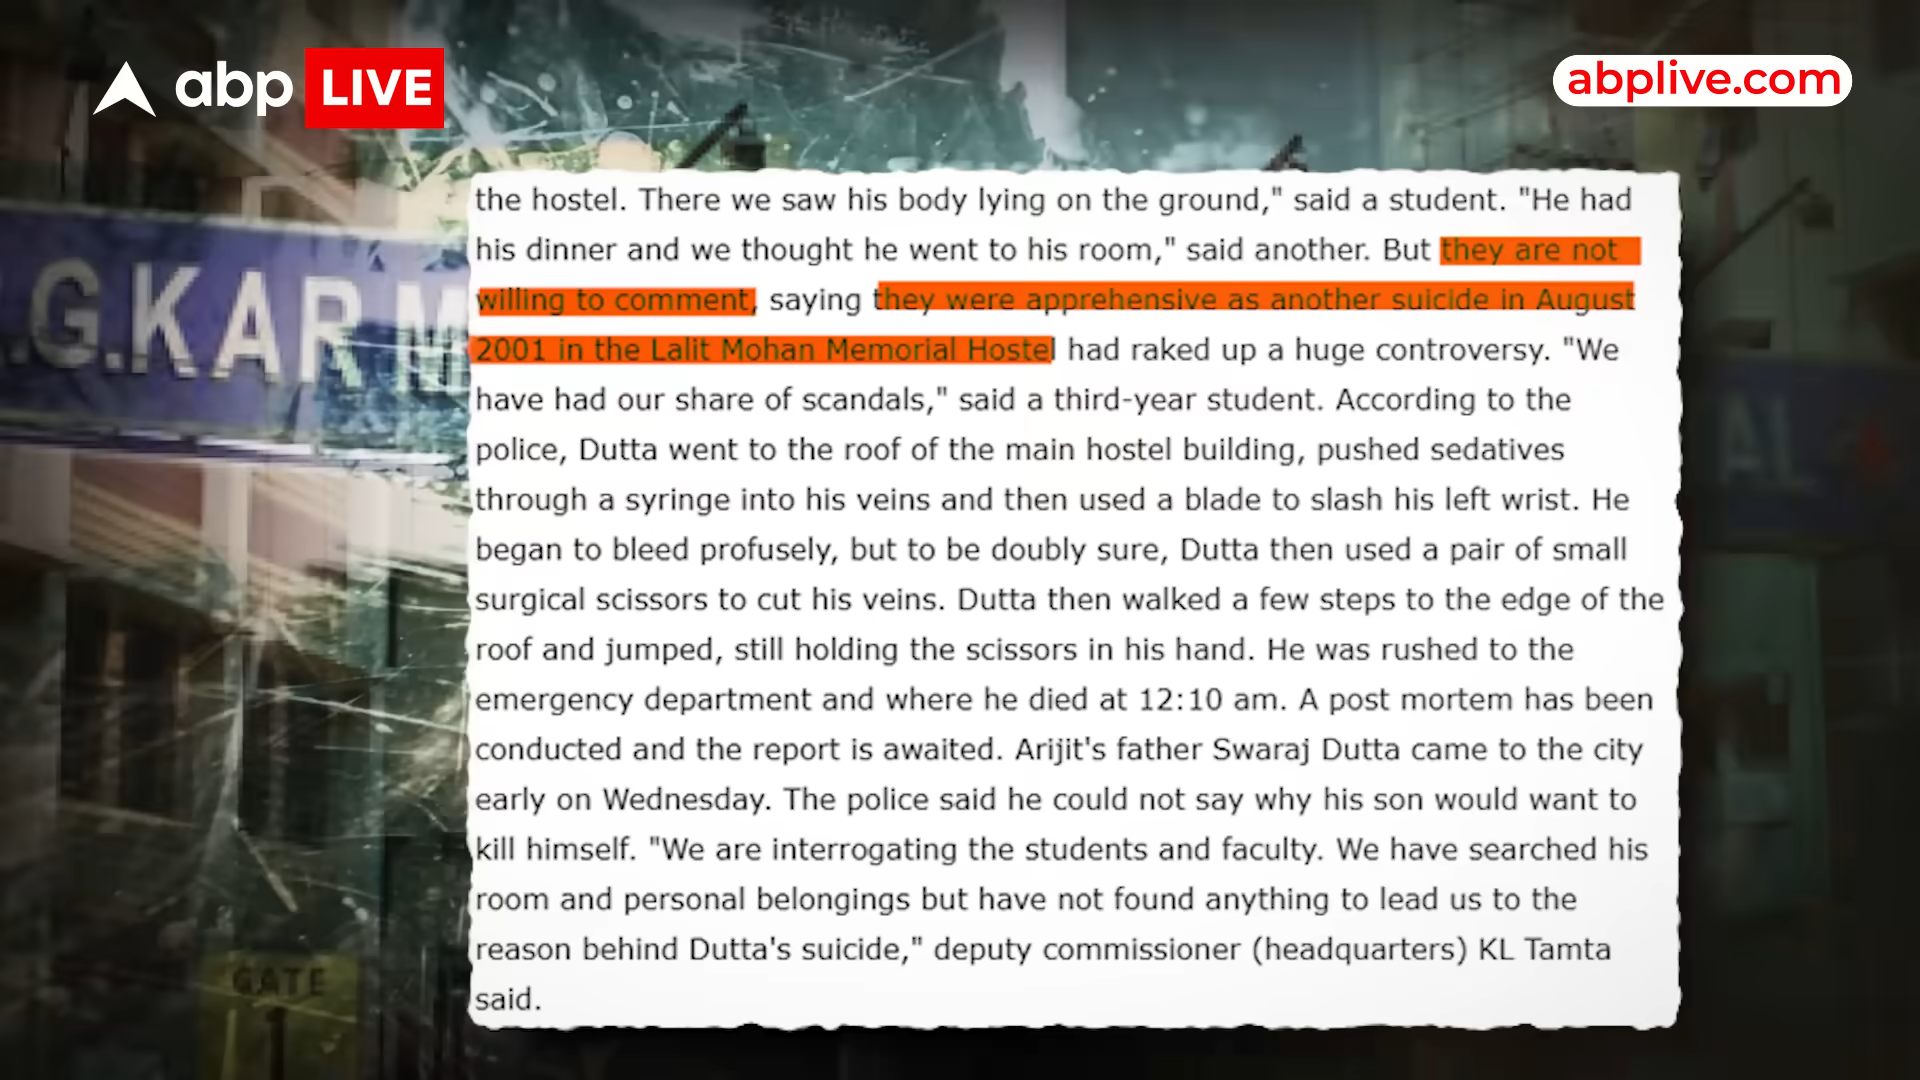 abp LIVE
abplive.com
the hostel. There we saw his body lying on the ground," said a student. "He had
his dinner and we thought he went to his room," said another. But they are not
willing to comment, saying they were apprehensive as another suicide in August
2001 in the Lalit Mohan Memorial Hostel had raked up a huge controversy. "We
have had our share of scandals," said a third-year student. According to the
police, Dutta went to the roof of the main hostel building, pushed sedatives
through a syringe into his veins and then used a blade to slash his left wrist. He
began to bleed profusely, but to be doubly sure, Dutta then used a pair of small
surgical scissors to cut his veins. Dutta then walked a few steps to the edge of the
roof and jumped, still holding the scissors in his hand. He was rushed to the
emergency department and where he died at 12:10 am. A post mortem has been
conducted and the report is awaited. Arijit's father Swaraj Dutta came to the city
early on Wednesday. The police said he could not say why his son would want to
kill himself. "We are interrogating the students and faculty. We have searched his
room and personal belongings but have not found anything to lead us to the
reason behind Dutta's suicide," deputy commissioner (headquarters) KL Tamta
said.
.G.KAR M
AL
GATE